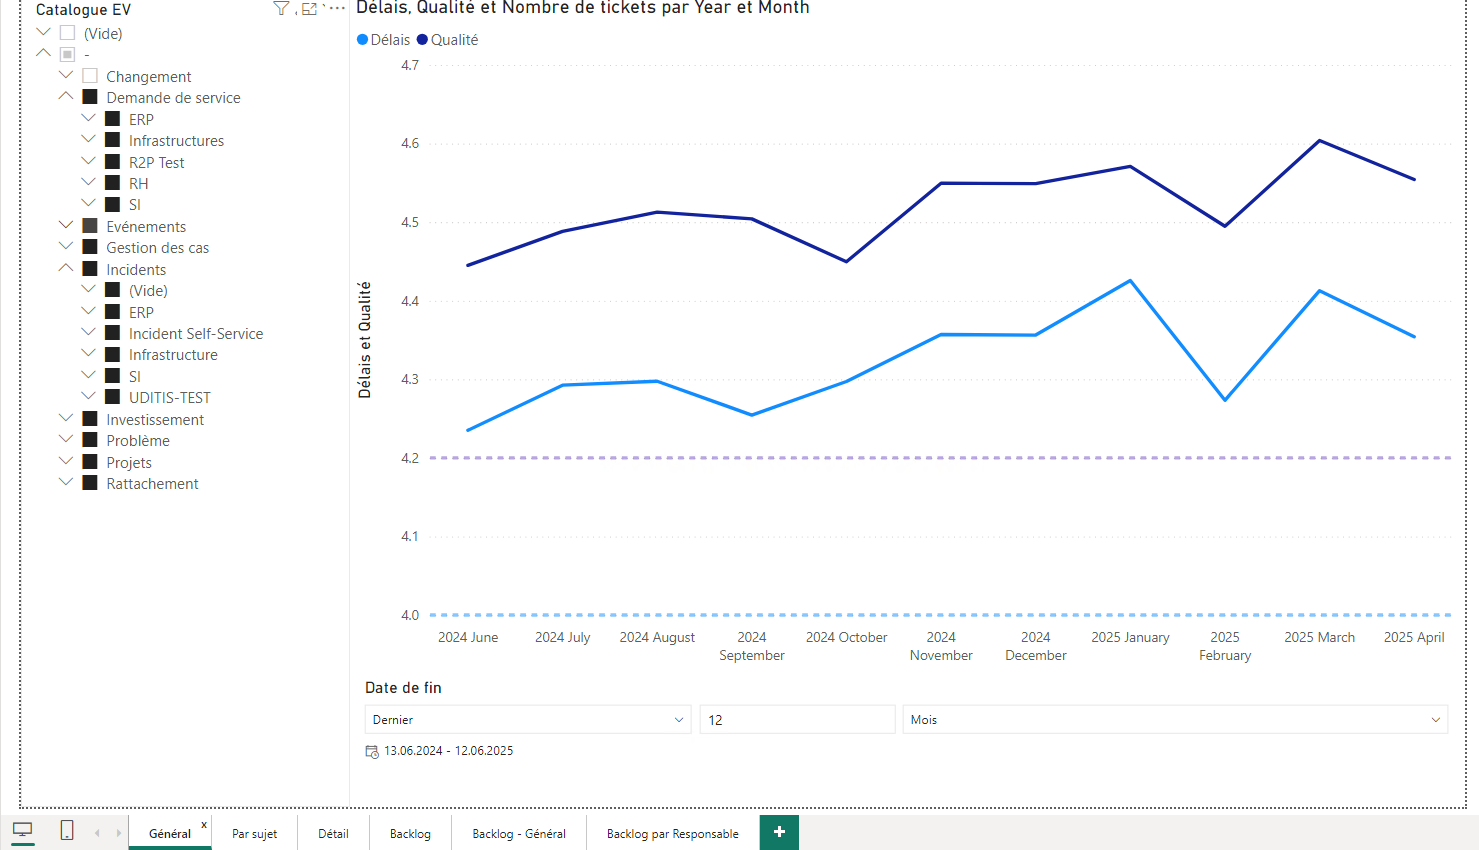 Catalogue EV
(Vide)
-
Changement
Demande de service
ERP
Infrastructures
R2P Test
RH
SI
Evénements
Gestion des cas
Incidents
(Vide)
ERP
Incident Self-Service
Infrastructure
SI
UDITIS-TEST
Investissement
Problème
Projets
Rattachement
Délais, Qualité et Nombre de tickets par Year et Month
Délais Qualité
4.7
4.6
4.5
4.4
4.3
4.2
4.1
4.0
Délais et Qualité
2024 June
2024 July
2024 August
2024
September
2024 October
2024
November
2024
December
2025 January
2025
February
2025 March
2025 April
Date de fin
Dernier
12
Mois
13.06.2024 - 12.06.2025
Général x
Par sujet
Détail
Backlog
Backlog - Général
Backlog par Responsable
+